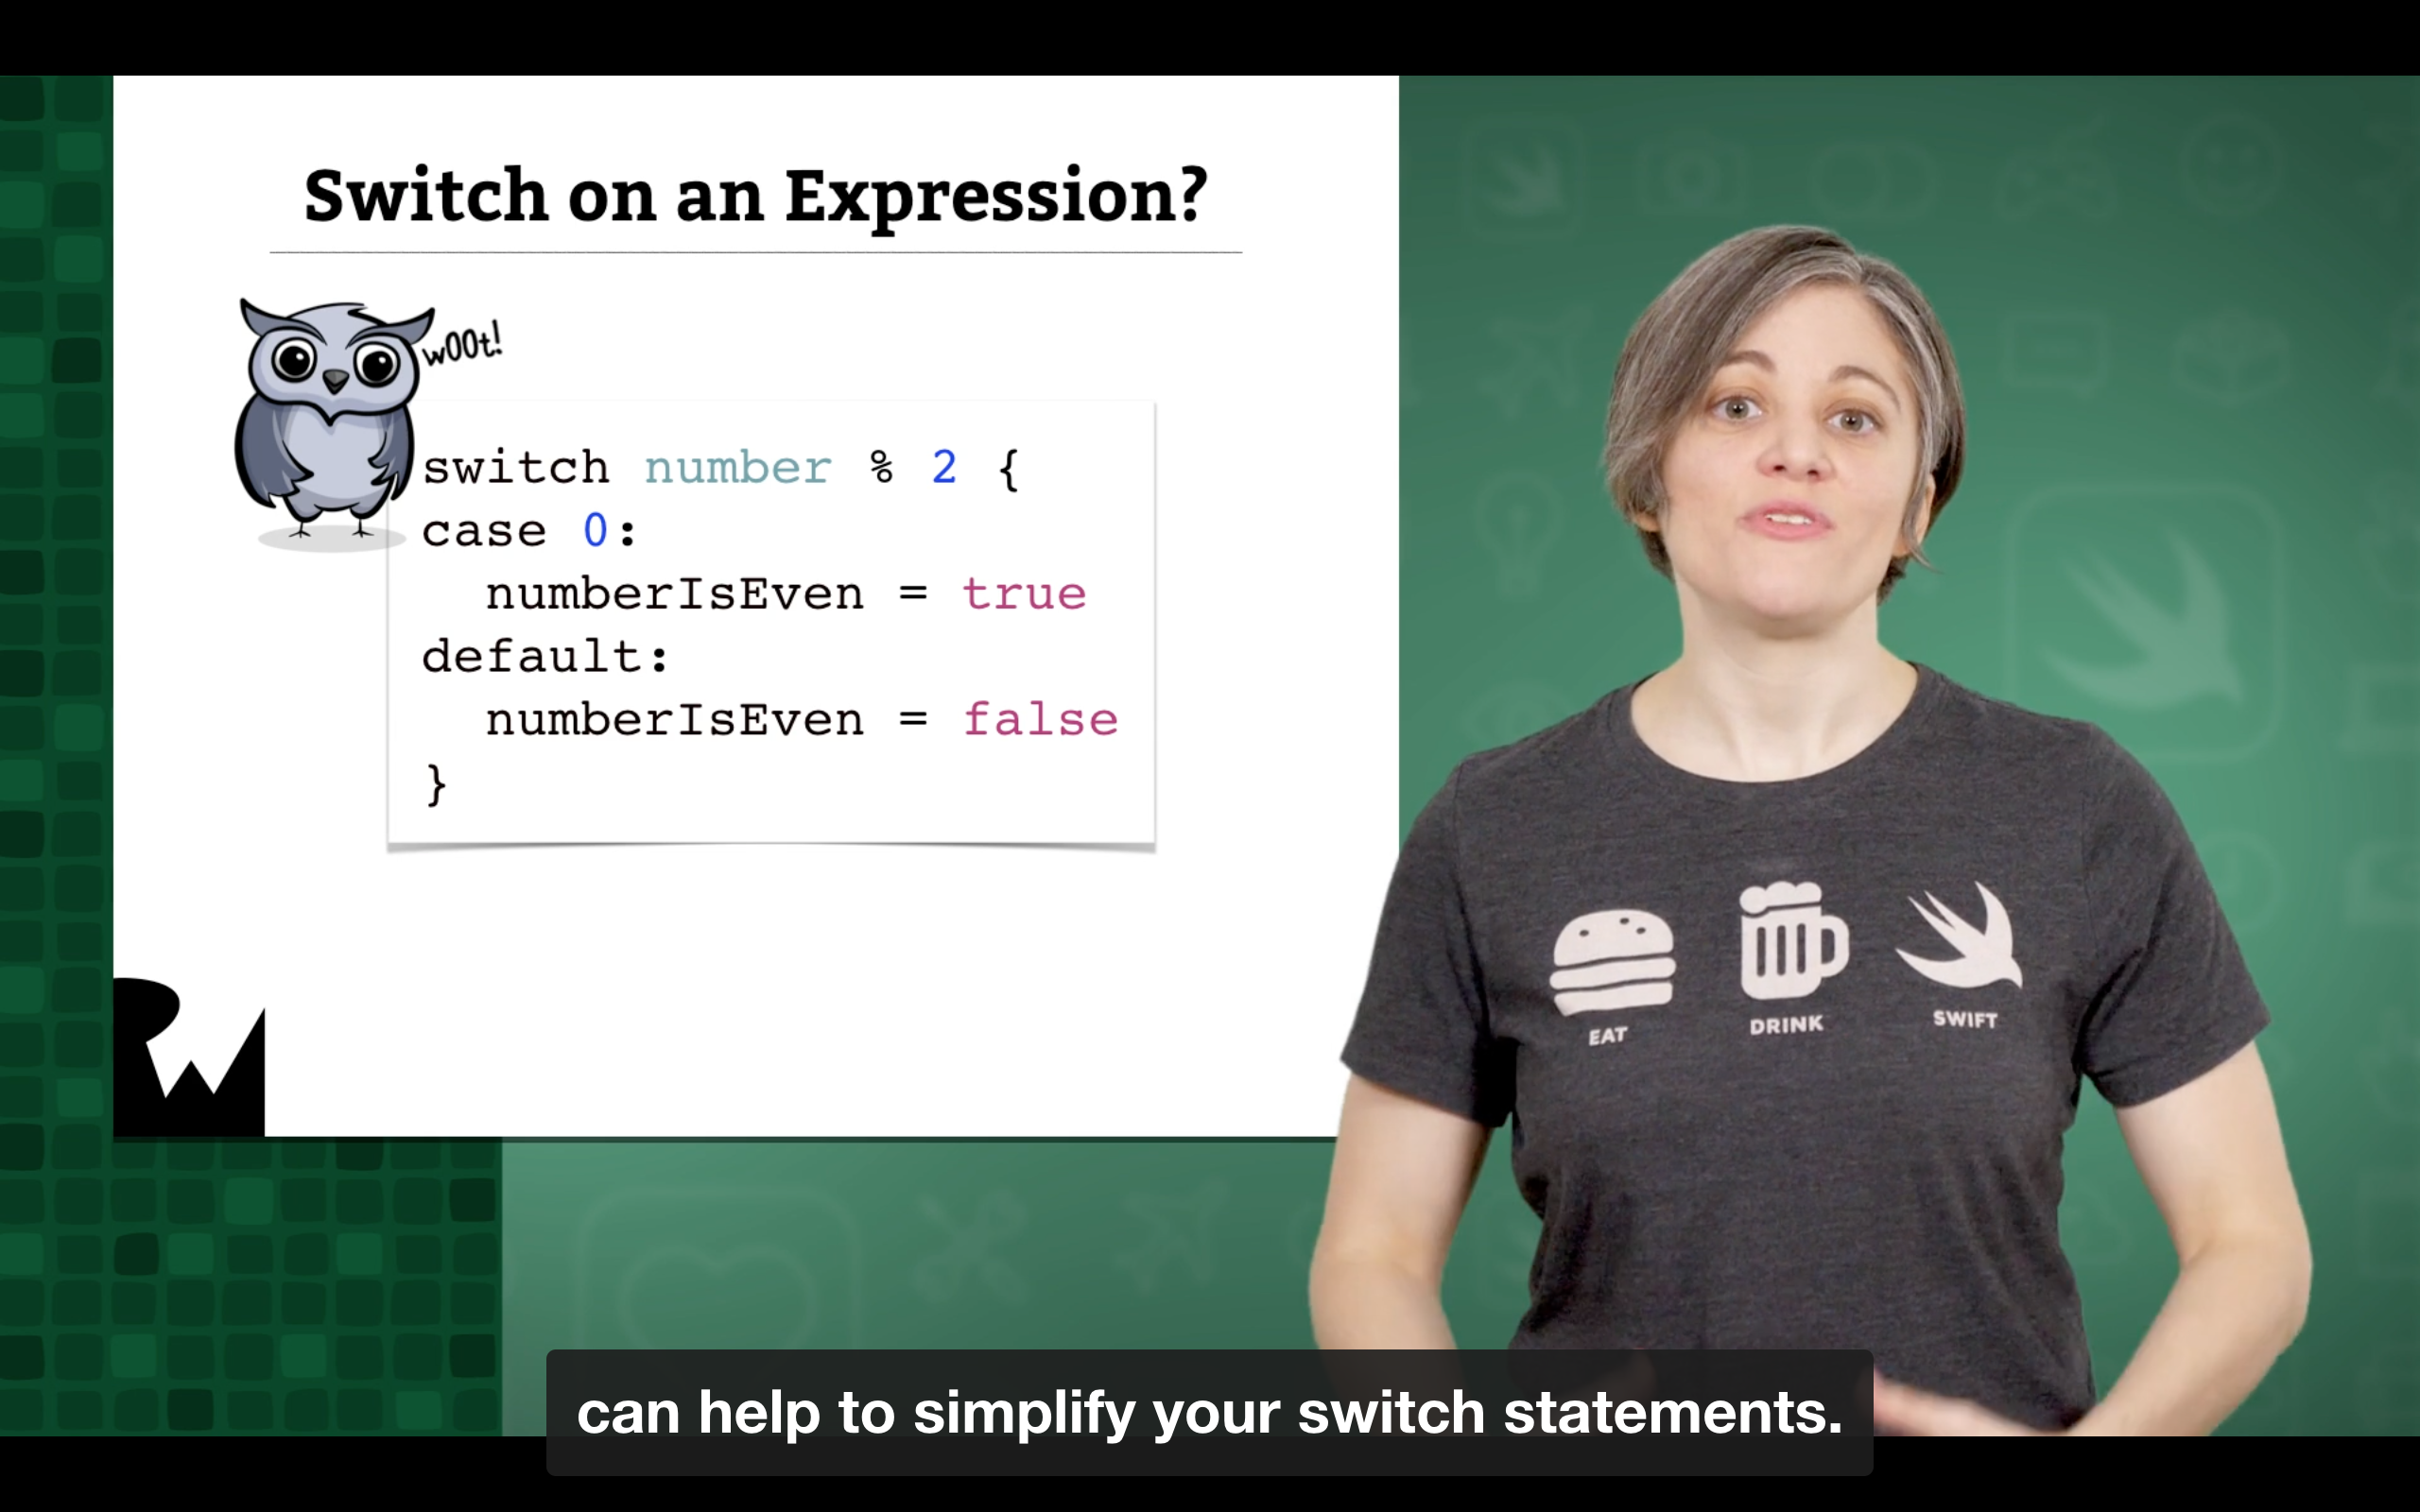 Switch on an Expression?
w00t!
switch number % 2 {
case 0:
  numberIsEven = true
default:
  numberIsEven = false
}
EAT DRINK SWIFT
can help to simplify your switch statements.